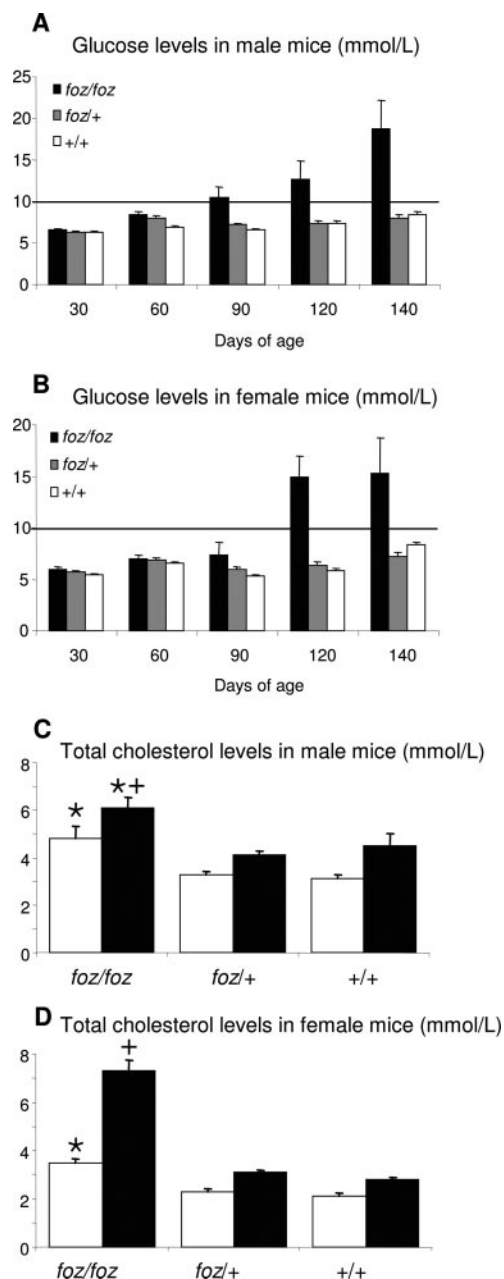 A
Glucose levels in male mice (mmol/L)
25
20
15
10
5
0
foz/foz
foz/+
+/+
30 60 90 120 140
Days of age
B
Glucose levels in female mice (mmol/L)
20
15
10
5
0
foz/foz
foz/+
+/+
30 60 90 120 140
Days of age
C
Total cholesterol levels in male mice (mmol/L)
8
6
4
2
0
*
*+
foz/foz foz/+ +/+
D
Total cholesterol levels in female mice (mmol/L)
8
6
4
2
0
*
+
foz/foz foz/+ +/+